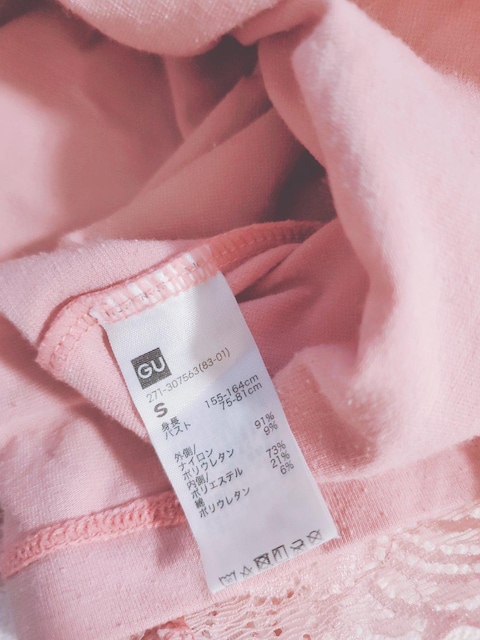 GU
271-307563(83-01)
S
身長 155-164cm
バスト 75-81cm
外側/
ナイロン 91%
ポリウレタン 9%
内側/
ポリエステル 73%
綿 21%
ポリウレタン 6%